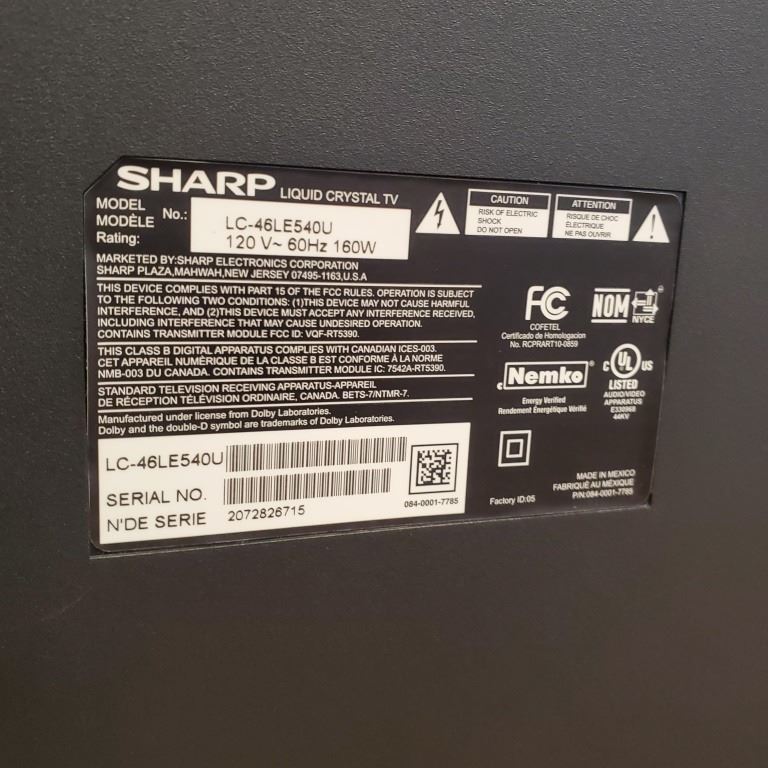 SHARP LIQUID CRYSTAL TV
MODEL
MODÈLE No.:
Rating:
LC-46LE540U
120 V~ 60Hz 160W
CAUTION
RISK OF ELECTRIC
SHOCK
DO NOT OPEN
ATTENTION
RISQUE DE CHOC
ÉLECTRIQUE
NE PAS OUVRIR
MARKETED BY:SHARP ELECTRONICS CORPORATION
SHARP PLAZA,MAHWAH,NEW JERSEY 07495-1163,U.S.A
THIS DEVICE COMPLIES WITH PART 15 OF THE FCC RULES. OPERATION IS SUBJECT
TO THE FOLLOWING TWO CONDITIONS: (1)THIS DEVICE MAY NOT CAUSE HARMFUL
INTERFERENCE, AND (2)THIS DEVICE MUST ACCEPT ANY INTERFERENCE RECEIVED,
INCLUDING INTERFERENCE THAT MAY CAUSE UNDESIRED OPERATION.
CONTAINS TRANSMITTER MODULE FCC ID: VQF-RT5390.
THIS CLASS B DIGITAL APPARATUS COMPLIES WITH CANADIAN ICES-003.
CET APPAREIL NUMÉRIQUE DE LA CLASSE B EST CONFORME À LA NORME
NMB-003 DU CANADA. CONTAINS TRANSMITTER MODULE IC: 7542A-RT5390.
STANDARD TELEVISION RECEIVING APPARATUS-APPAREIL
DE RÉCEPTION TÉLÉVISION ORDINAIRE, CANADA. BETS-7/NTMR-7.
Manufactured under license from Dolby Laboratories.
Dolby and the double-D symbol are trademarks of Dolby Laboratories.
LC-46LE540U
SERIAL NO.
N'DE SERIE 2072826715
084-0001-7785
FC
COFETEL
Certificado de Homologacion
No. RCPRART10-0859
NOM
NYCE
c Nemko
Energy Verified
Rendement Énergétique Vérifié
C UL US
LISTED
AUDIO/VIDEO
APPARATUS
E330968
44KV
Factory ID:05
MADE IN MEXICO
FABRIQUÉ AU MEXIQUE
P/N:084-0001-7785